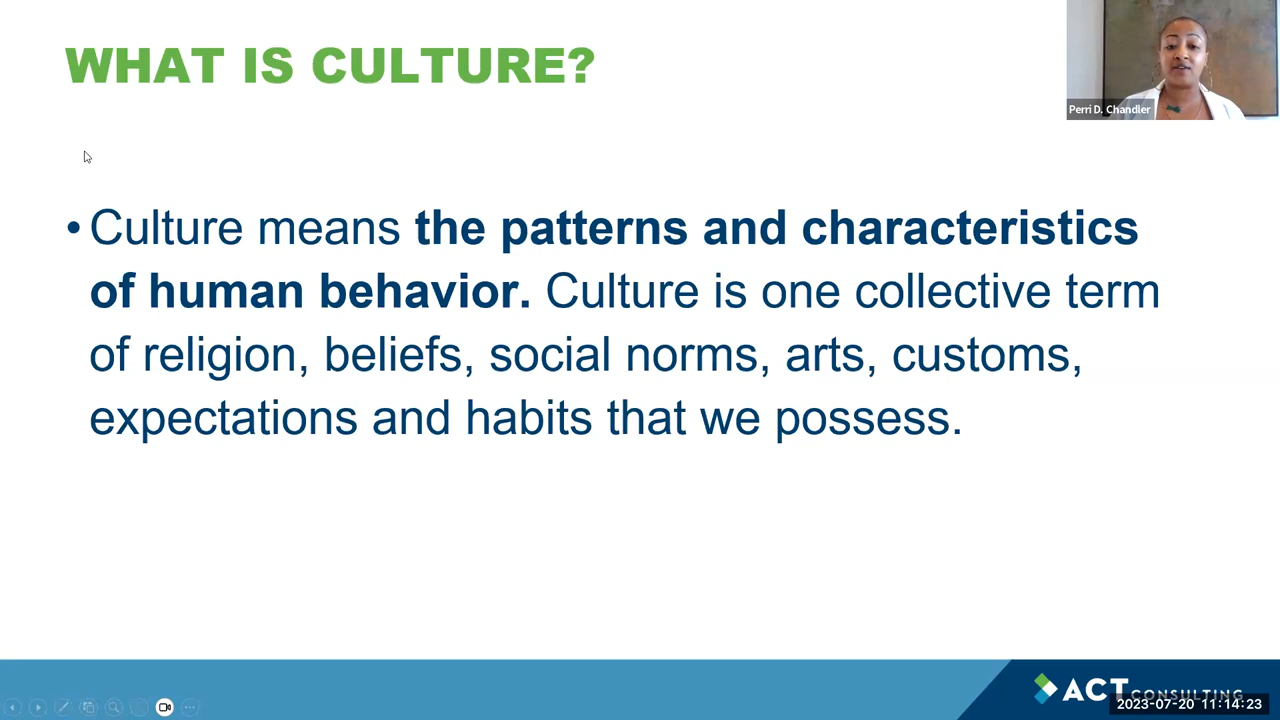 WHAT IS CULTURE?
Perri D. Chandler
• Culture means the patterns and characteristics
of human behavior. Culture is one collective term
of religion, beliefs, social norms, arts, customs,
expectations and habits that we possess.
ACT CONSULTING
2023-07-20 11:14:23